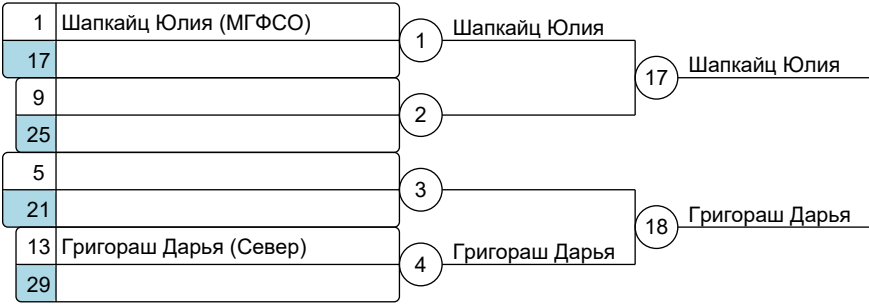 1 Шапкайц Юлия (МГФСО)
17
1 Шапкайц Юлия
17 Шапкайц Юлия
9
25
2
5
21
3
13 Григораш Дарья (Север)
29
4 Григораш Дарья
18 Григораш Дарья